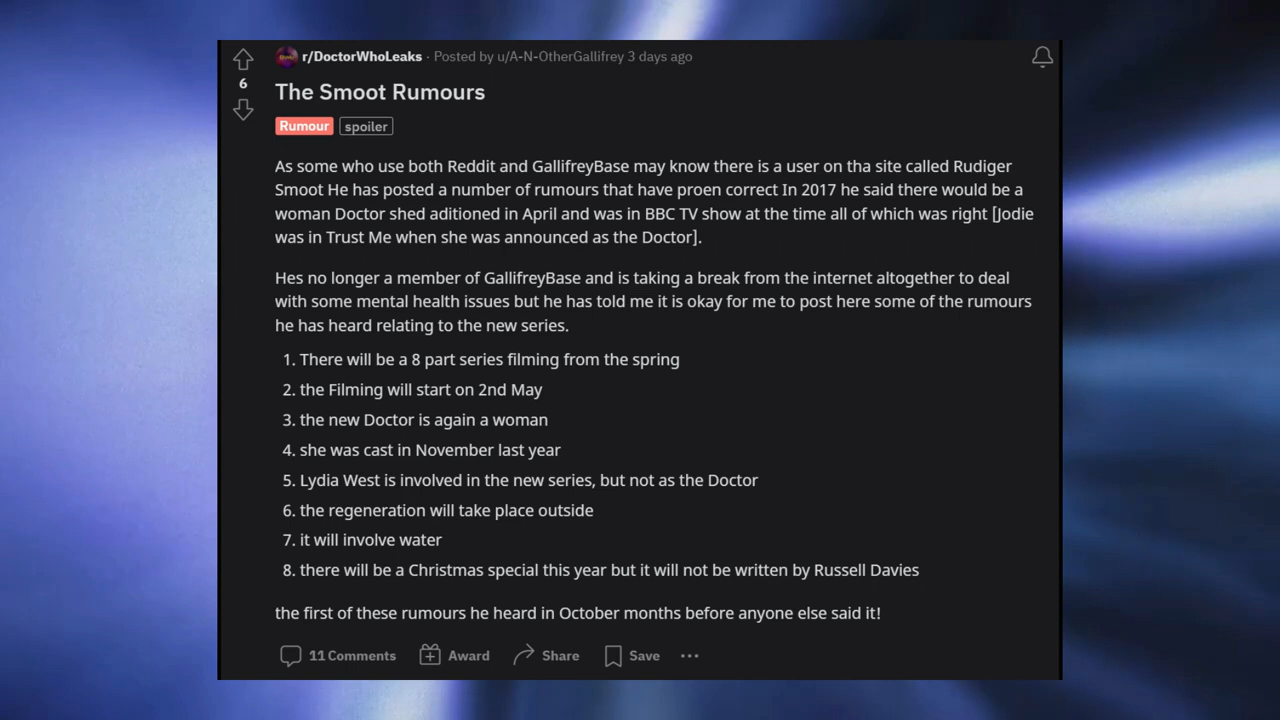 r/DoctorWhoLeaks · Posted by u/A-N-OtherGallifrey 3 days ago
6
The Smoot Rumours
Rumour spoiler
As some who use both Reddit and GallifreyBase may know there is a user on tha site called Rudiger
Smoot He has posted a number of rumours that have proen correct In 2017 he said there would be a
woman Doctor shed aditioned in April and was in BBC TV show at the time all of which was right [Jodie
was in Trust Me when she was announced as the Doctor].
Hes no longer a member of GallifreyBase and is taking a break from the internet altogether to deal
with some mental health issues but he has told me it is okay for me to post here some of the rumours
he has heard relating to the new series.
1. There will be a 8 part series filming from the spring
2. the Filming will start on 2nd May
3. the new Doctor is again a woman
4. she was cast in November last year
5. Lydia West is involved in the new series, but not as the Doctor
6. the regeneration will take place outside
7. it will involve water
8. there will be a Christmas special this year but it will not be written by Russell Davies
the first of these rumours he heard in October months before anyone else said it!
11 Comments Award Share Save •••